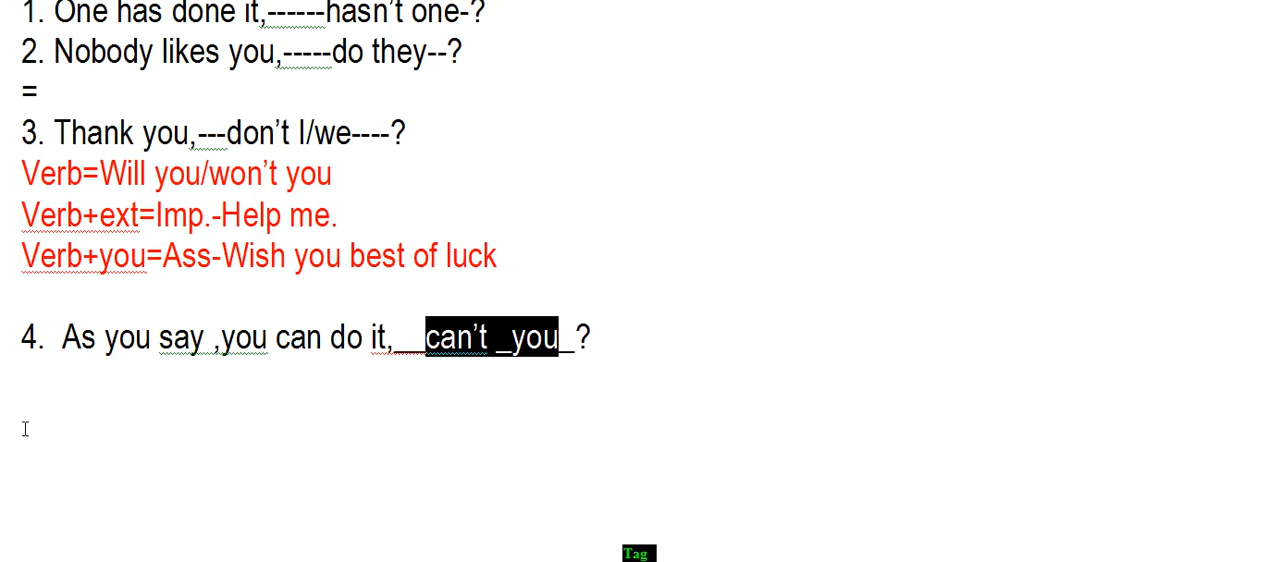 1. One has done it,------hasn't one-?
2. Nobody likes you,-----do they--?
=
3. Thank you,---don't I/we----?
Verb=Will you/won't you
Verb+ext=Imp.-Help me.
Verb+you=Ass-Wish you best of luck
4.  As you say ,you can do it,___can't _you_?
Tag